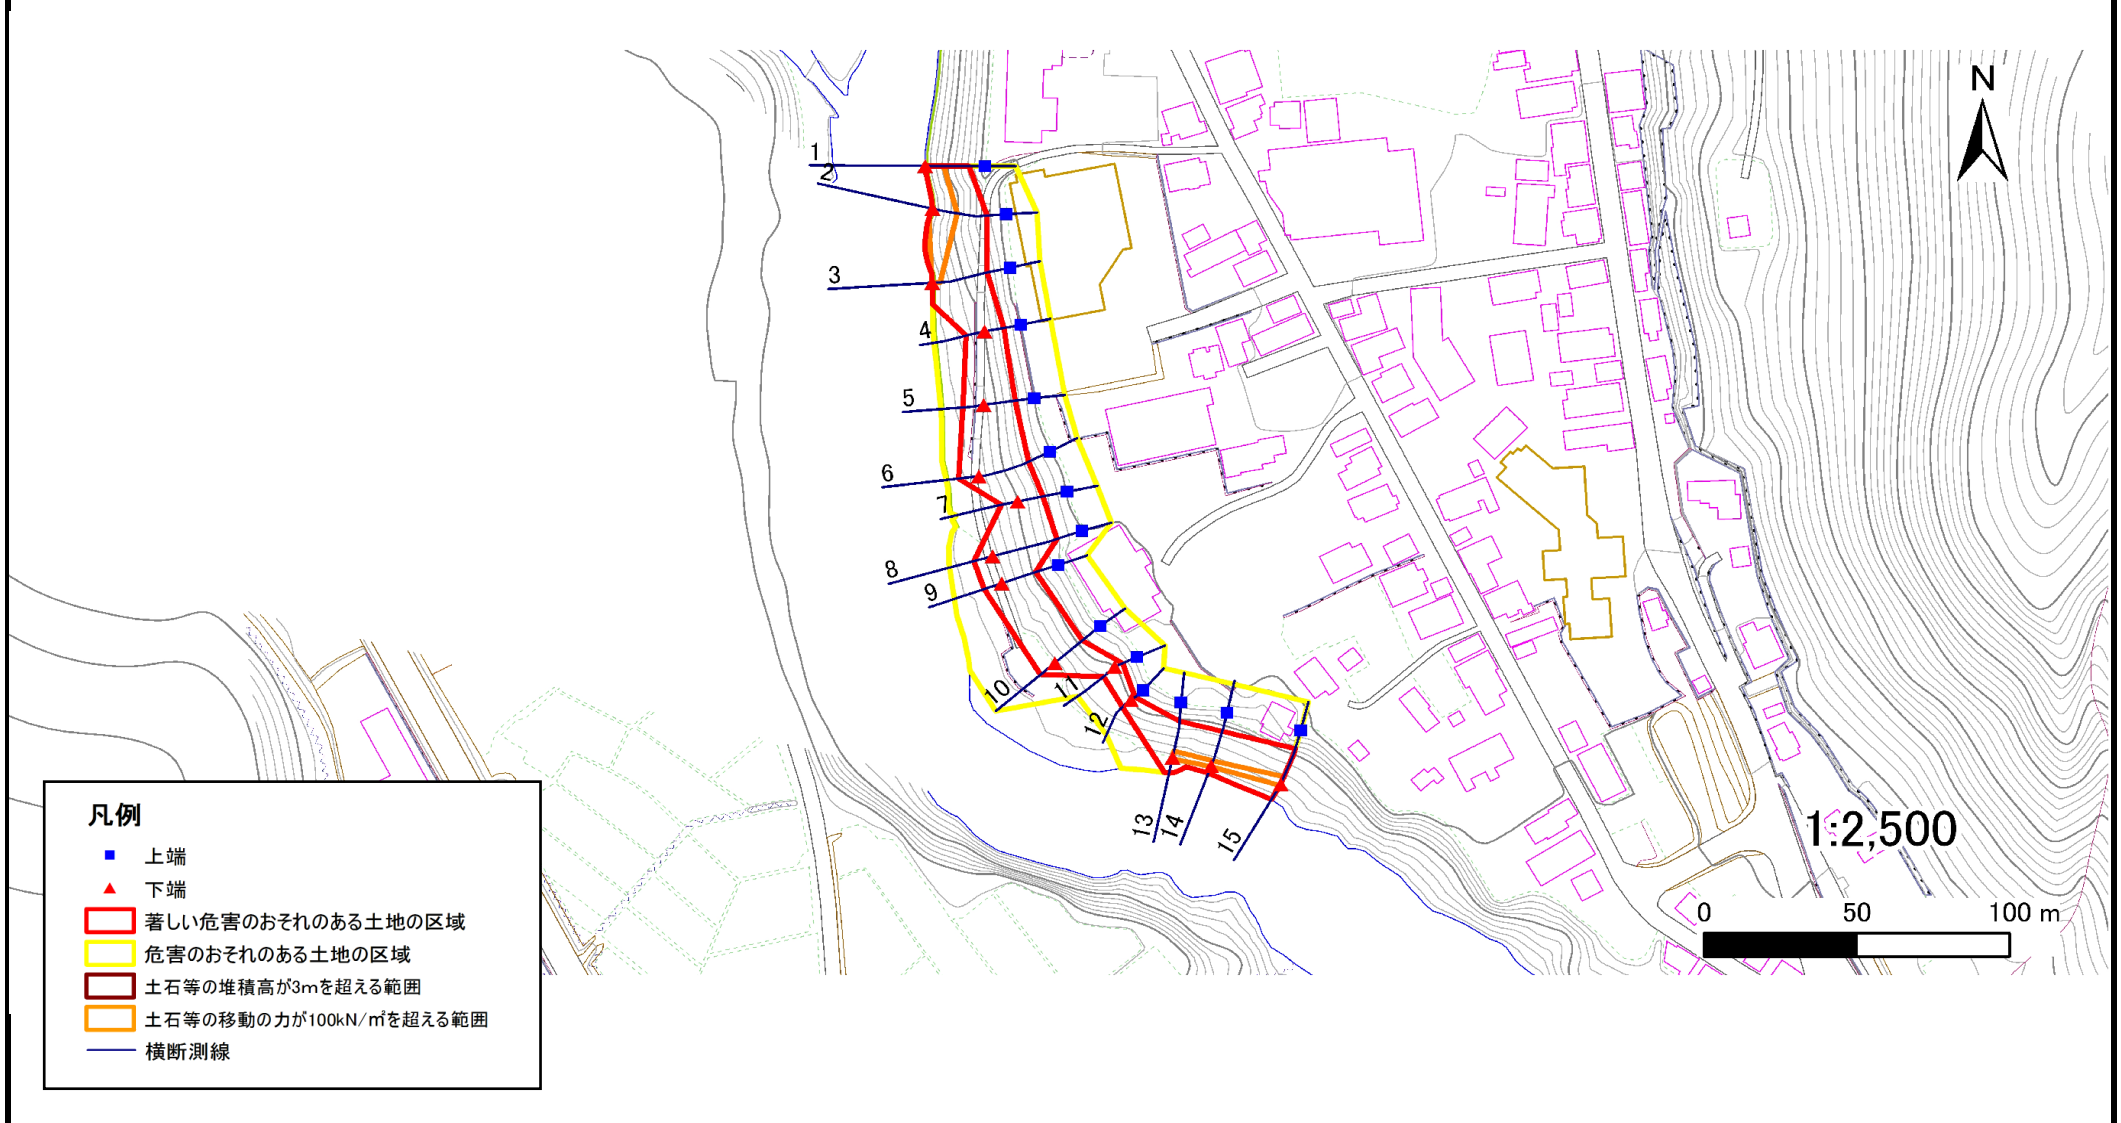 N
1
2
3
4
5
6
7
8
9
10
11
12
13
14
15
1:2,500
0 50 100 m
凡例
上端
下端
著しい危害のおそれのある土地の区域
危害のおそれのある土地の区域
土石等の堆積高が3mを超える範囲
土石等の移動の力が100kN/㎡を超える範囲
横断測線